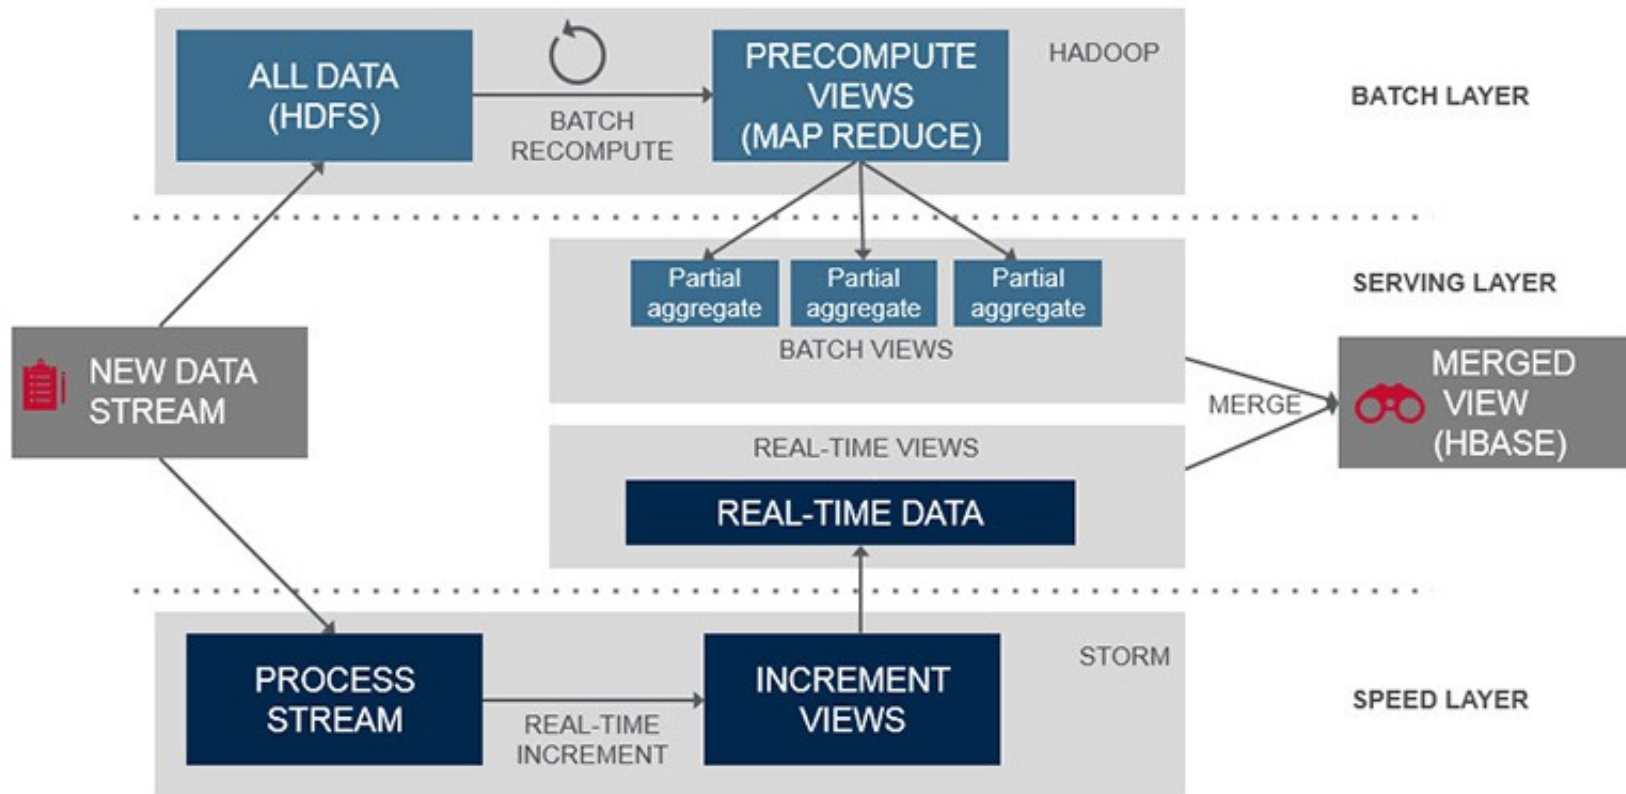 ALL DATA
(HDFS)
BATCH
RECOMPUTE
PRECOMPUTE
VIEWS
(MAP REDUCE)
HADOOP
BATCH LAYER
Partial
aggregate
Partial
aggregate
Partial
aggregate
BATCH VIEWS
SERVING LAYER
NEW DATA
STREAM
MERGE
MERGED
VIEW
(HBASE)
REAL-TIME VIEWS
REAL-TIME DATA
PROCESS
STREAM
REAL-TIME
INCREMENT
INCREMENT
VIEWS
STORM
SPEED LAYER